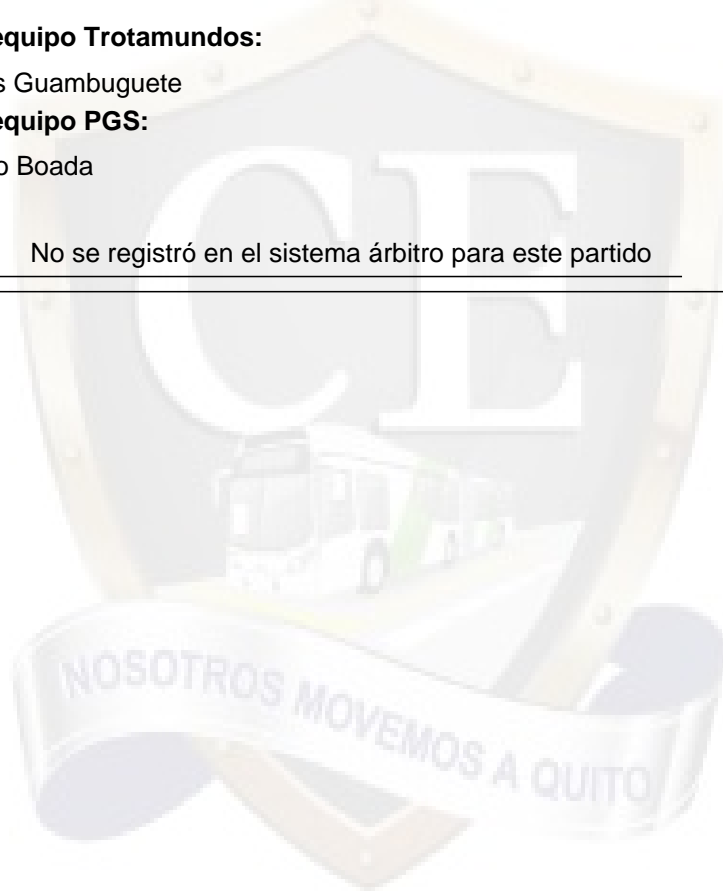 equipo Trotamundos:
s Guambuguete
equipo PGS:
o Boada
No se registró en el sistema árbitro para este partido
CE
NOSOTROS MOVEMOS A QUITO